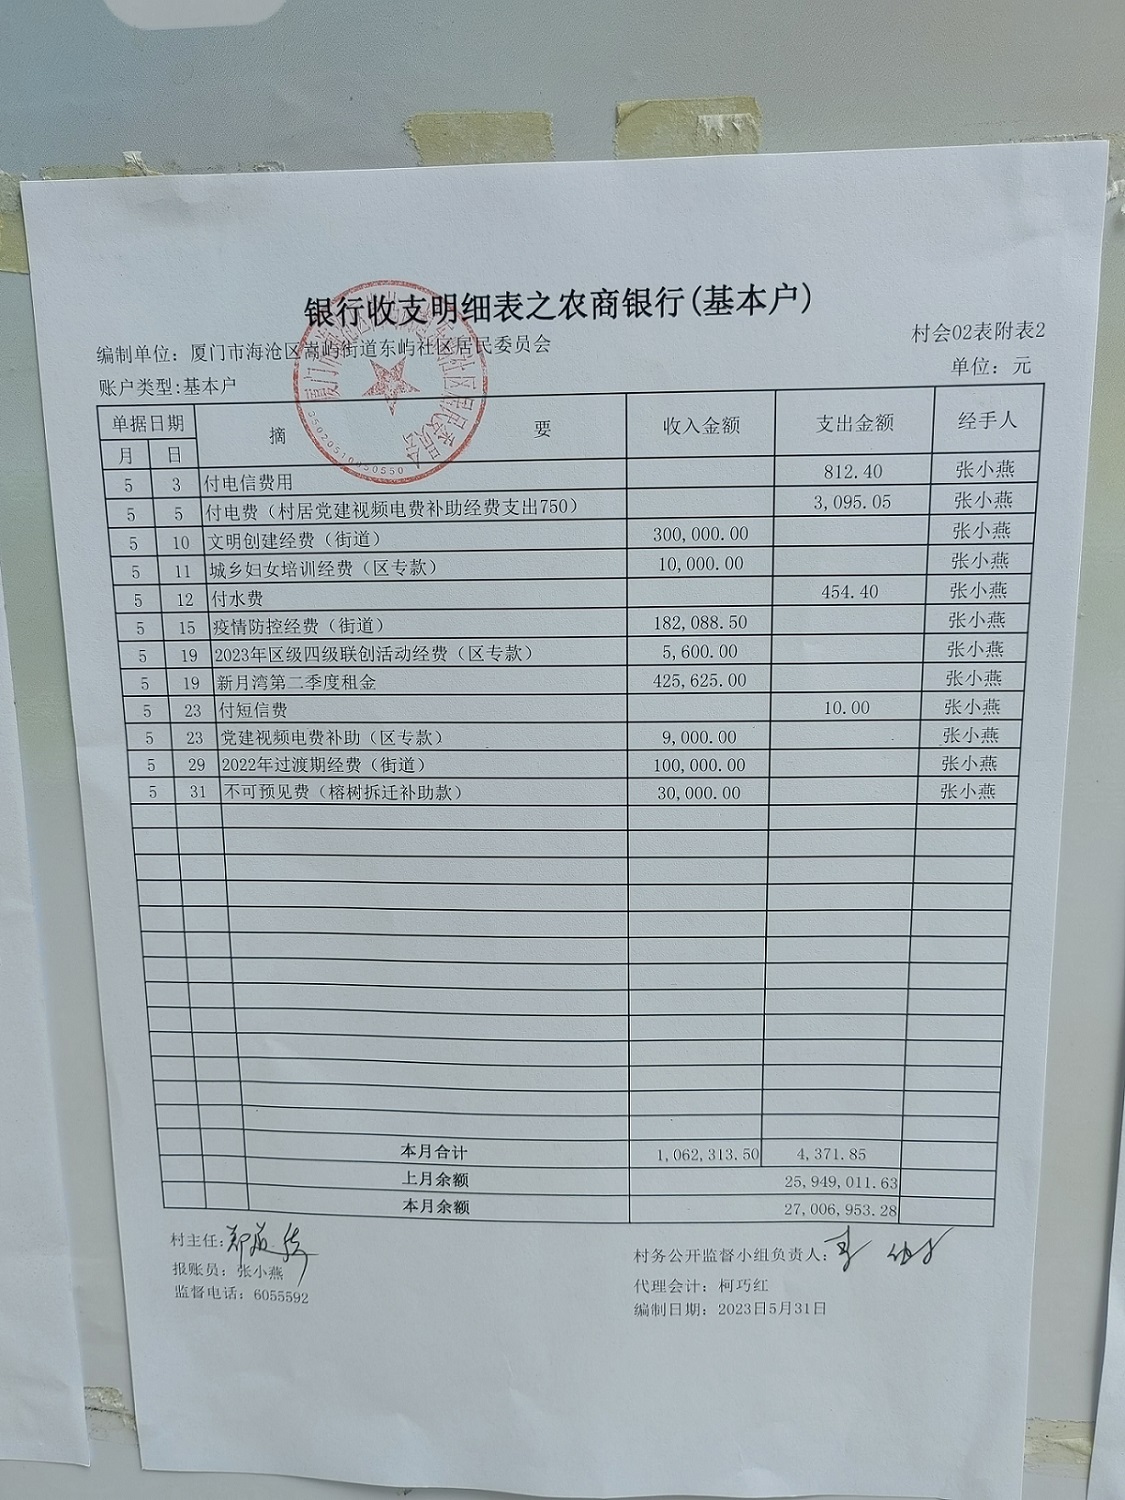 银行收支明细表之农商银行(基本户)
村会02表附表2
编制单位：厦门市海沧区嵩屿街道东屿社区居民委员会
账户类型:基本户 单位：元
单据日期 摘 要 收入金额 支出金额 经手人
月 日
5 3 付电信费用 812.40 张小燕
5 5 付电费（村居党建视频电费补助经费支出750） 3,095.05 张小燕
5 10 文明创建经费（街道） 300,000.00 张小燕
5 11 城乡妇女培训经费（区专款） 10,000.00 张小燕
5 12 付水费 454.40 张小燕
5 15 疫情防控经费（街道） 182,088.50 张小燕
5 19 2023年区级四级联创活动经费（区专款） 5,600.00 张小燕
5 19 新月湾第二季度租金 425,625.00 张小燕
5 23 付短信费 10.00 张小燕
5 23 党建视频电费补助（区专款） 9,000.00 张小燕
5 29 2022年过渡期经费（街道） 100,000.00 张小燕
5 31 不可预见费（榕树拆迁补助款） 30,000.00 张小燕
本月合计 1,062,313.50 4,371.85
上月余额 25,949,011.63
本月余额 27,006,953.28
村主任: 村务公开监督小组负责人：
报账员：张小燕 代理会计：柯巧红
监督电话：6055592 编制日期：2023日5月31日